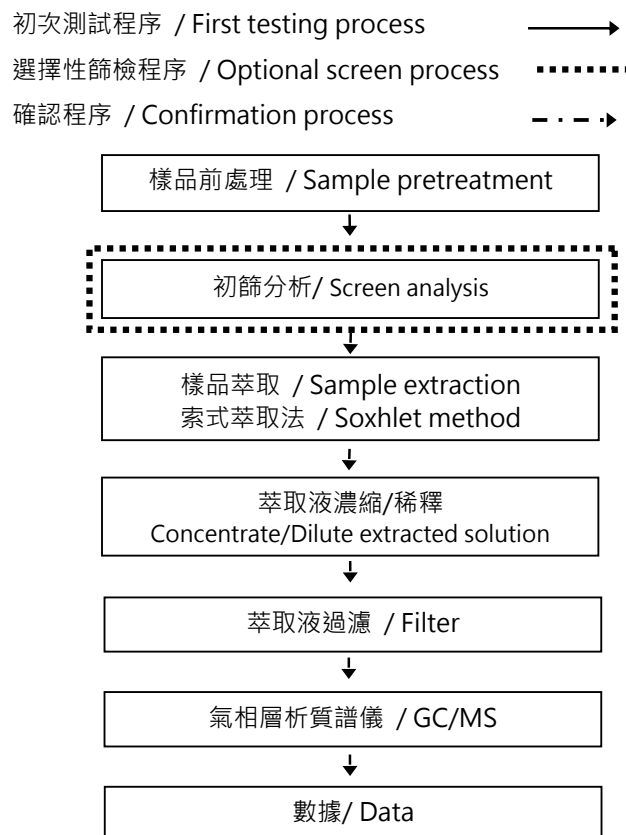 初次測試程序 / First testing process
選擇性篩檢程序 / Optional screen process
確認程序 / Confirmation process
樣品前處理 / Sample pretreatment
初篩分析/ Screen analysis
樣品萃取 / Sample extraction
索式萃取法 / Soxhlet method
萃取液濃縮/稀釋
Concentrate/Dilute extracted solution
萃取液過濾 / Filter
氣相層析質譜儀 / GC/MS
數據/ Data